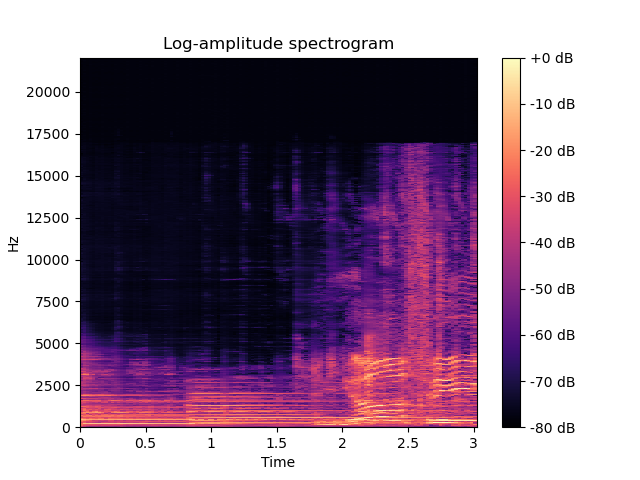 Log-amplitude spectrogram
Hz
20000
17500
15000
12500
10000
7500
5000
2500
0
0 0.5 1 1.5 2 2.5 3
Time
+0 dB
-10 dB
-20 dB
-30 dB
-40 dB
-50 dB
-60 dB
-70 dB
-80 dB